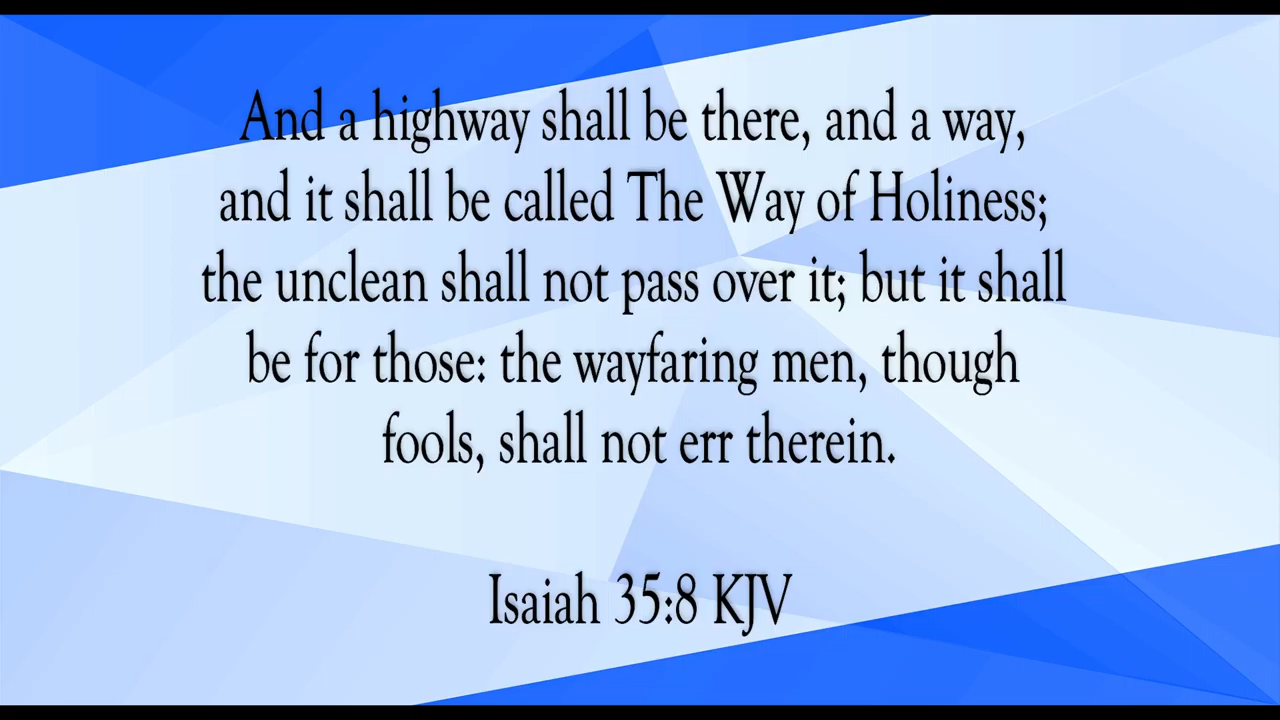 And a highway shall be there, and a way,
and it shall be called The Way of Holiness;
the unclean shall not pass over it; but it shall
be for those: the wayfaring men, though
fools, shall not err therein.
Isaiah 35:8 KJV